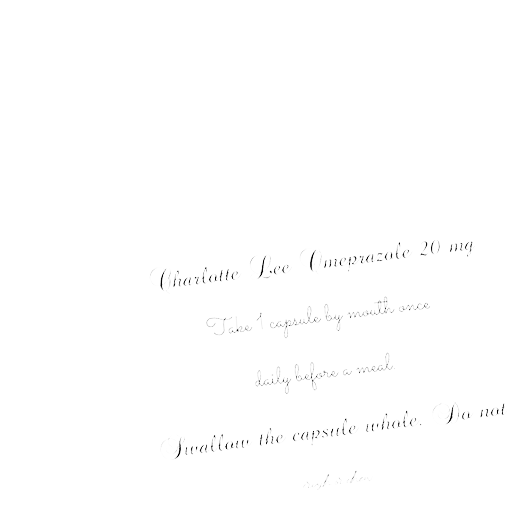 Charlotte Lee Omeprazole 20 mg
Take 1 capsule by mouth once
daily before a meal.
Swallow the capsule whole. Do not